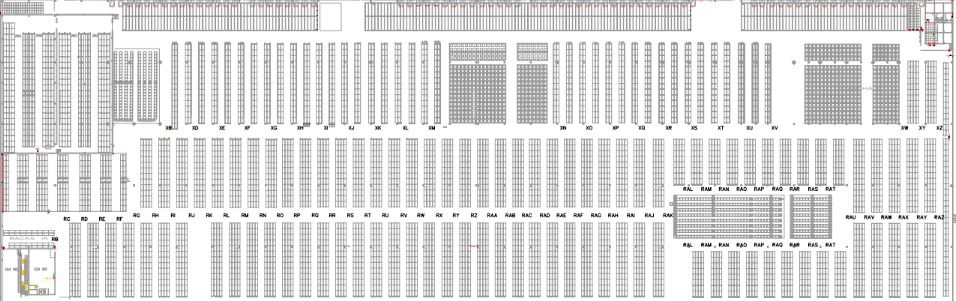 XB XD XE XF XG XH XI XJ XK XL XM XN XO XP XQ XR XS XT XU XV XW XY XZ
RAL RAM RAN RAO RAP RAQ RAR RAS RAT
RC RD RE RF RG RH RI RJ RK RL RM RN RO RP RQ RR RS RT RU RV RW RX RY RZ RAA RAB RAC RAD RAE RAF RAG RAH RAI RAJ RAK RAU RAV RAW RAX RAY RAZ
RACKS RB
RAL RAM RAN RAO RAP RAQ RAR RAS RAT